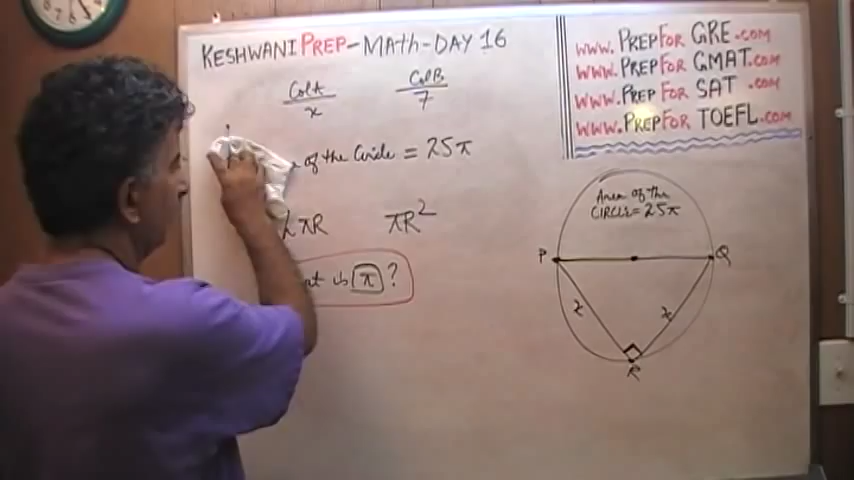 KESHWANI PREP - MATH - DAY 16
Col A Col B
x 7
of the Circle = 25π
2πR πR²
is π ?
www.PREPFOR GRE.com
www.PREPFOR GMAT.com
www.PREP FOR SAT.com
www.PREPFOR TOEFL.com
Area of the
CIRCLE = 25π
P Q
x x
R